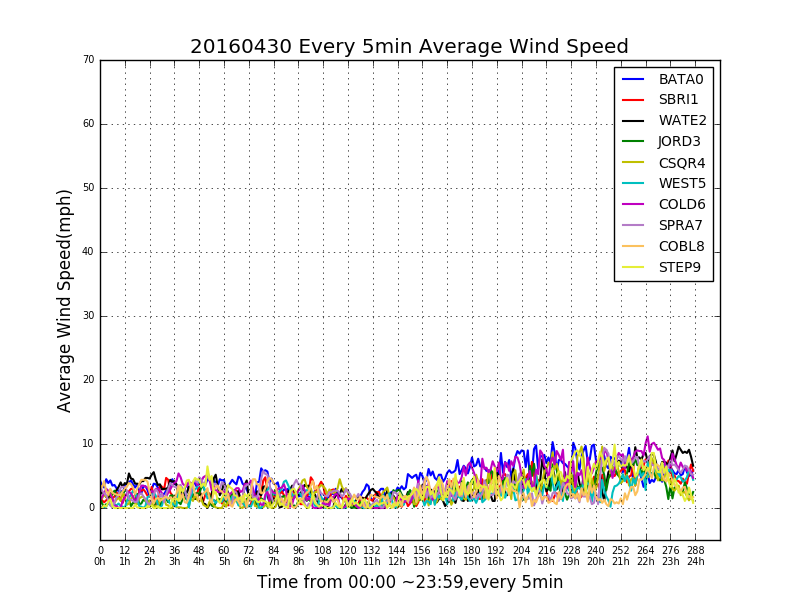 20160430 Every 5min Average Wind Speed
70
60
50
40
30
20
10
0
Average Wind Speed(mph)
BATA0
SBRI1
WATE2
JORD3
CSQR4
WEST5
COLD6
SPRA7
COBL8
STEP9
0 12 24 36 48 60 72 84 96 108 120 132 144 156 168 180 192 204 216 228 240 252 264 276 288
0h 1h 2h 3h 4h 5h 6h 7h 8h 9h 10h 11h 12h 13h 14h 15h 16h 17h 18h 19h 20h 21h 22h 23h 24h
Time from 00:00 ~23:59,every 5min